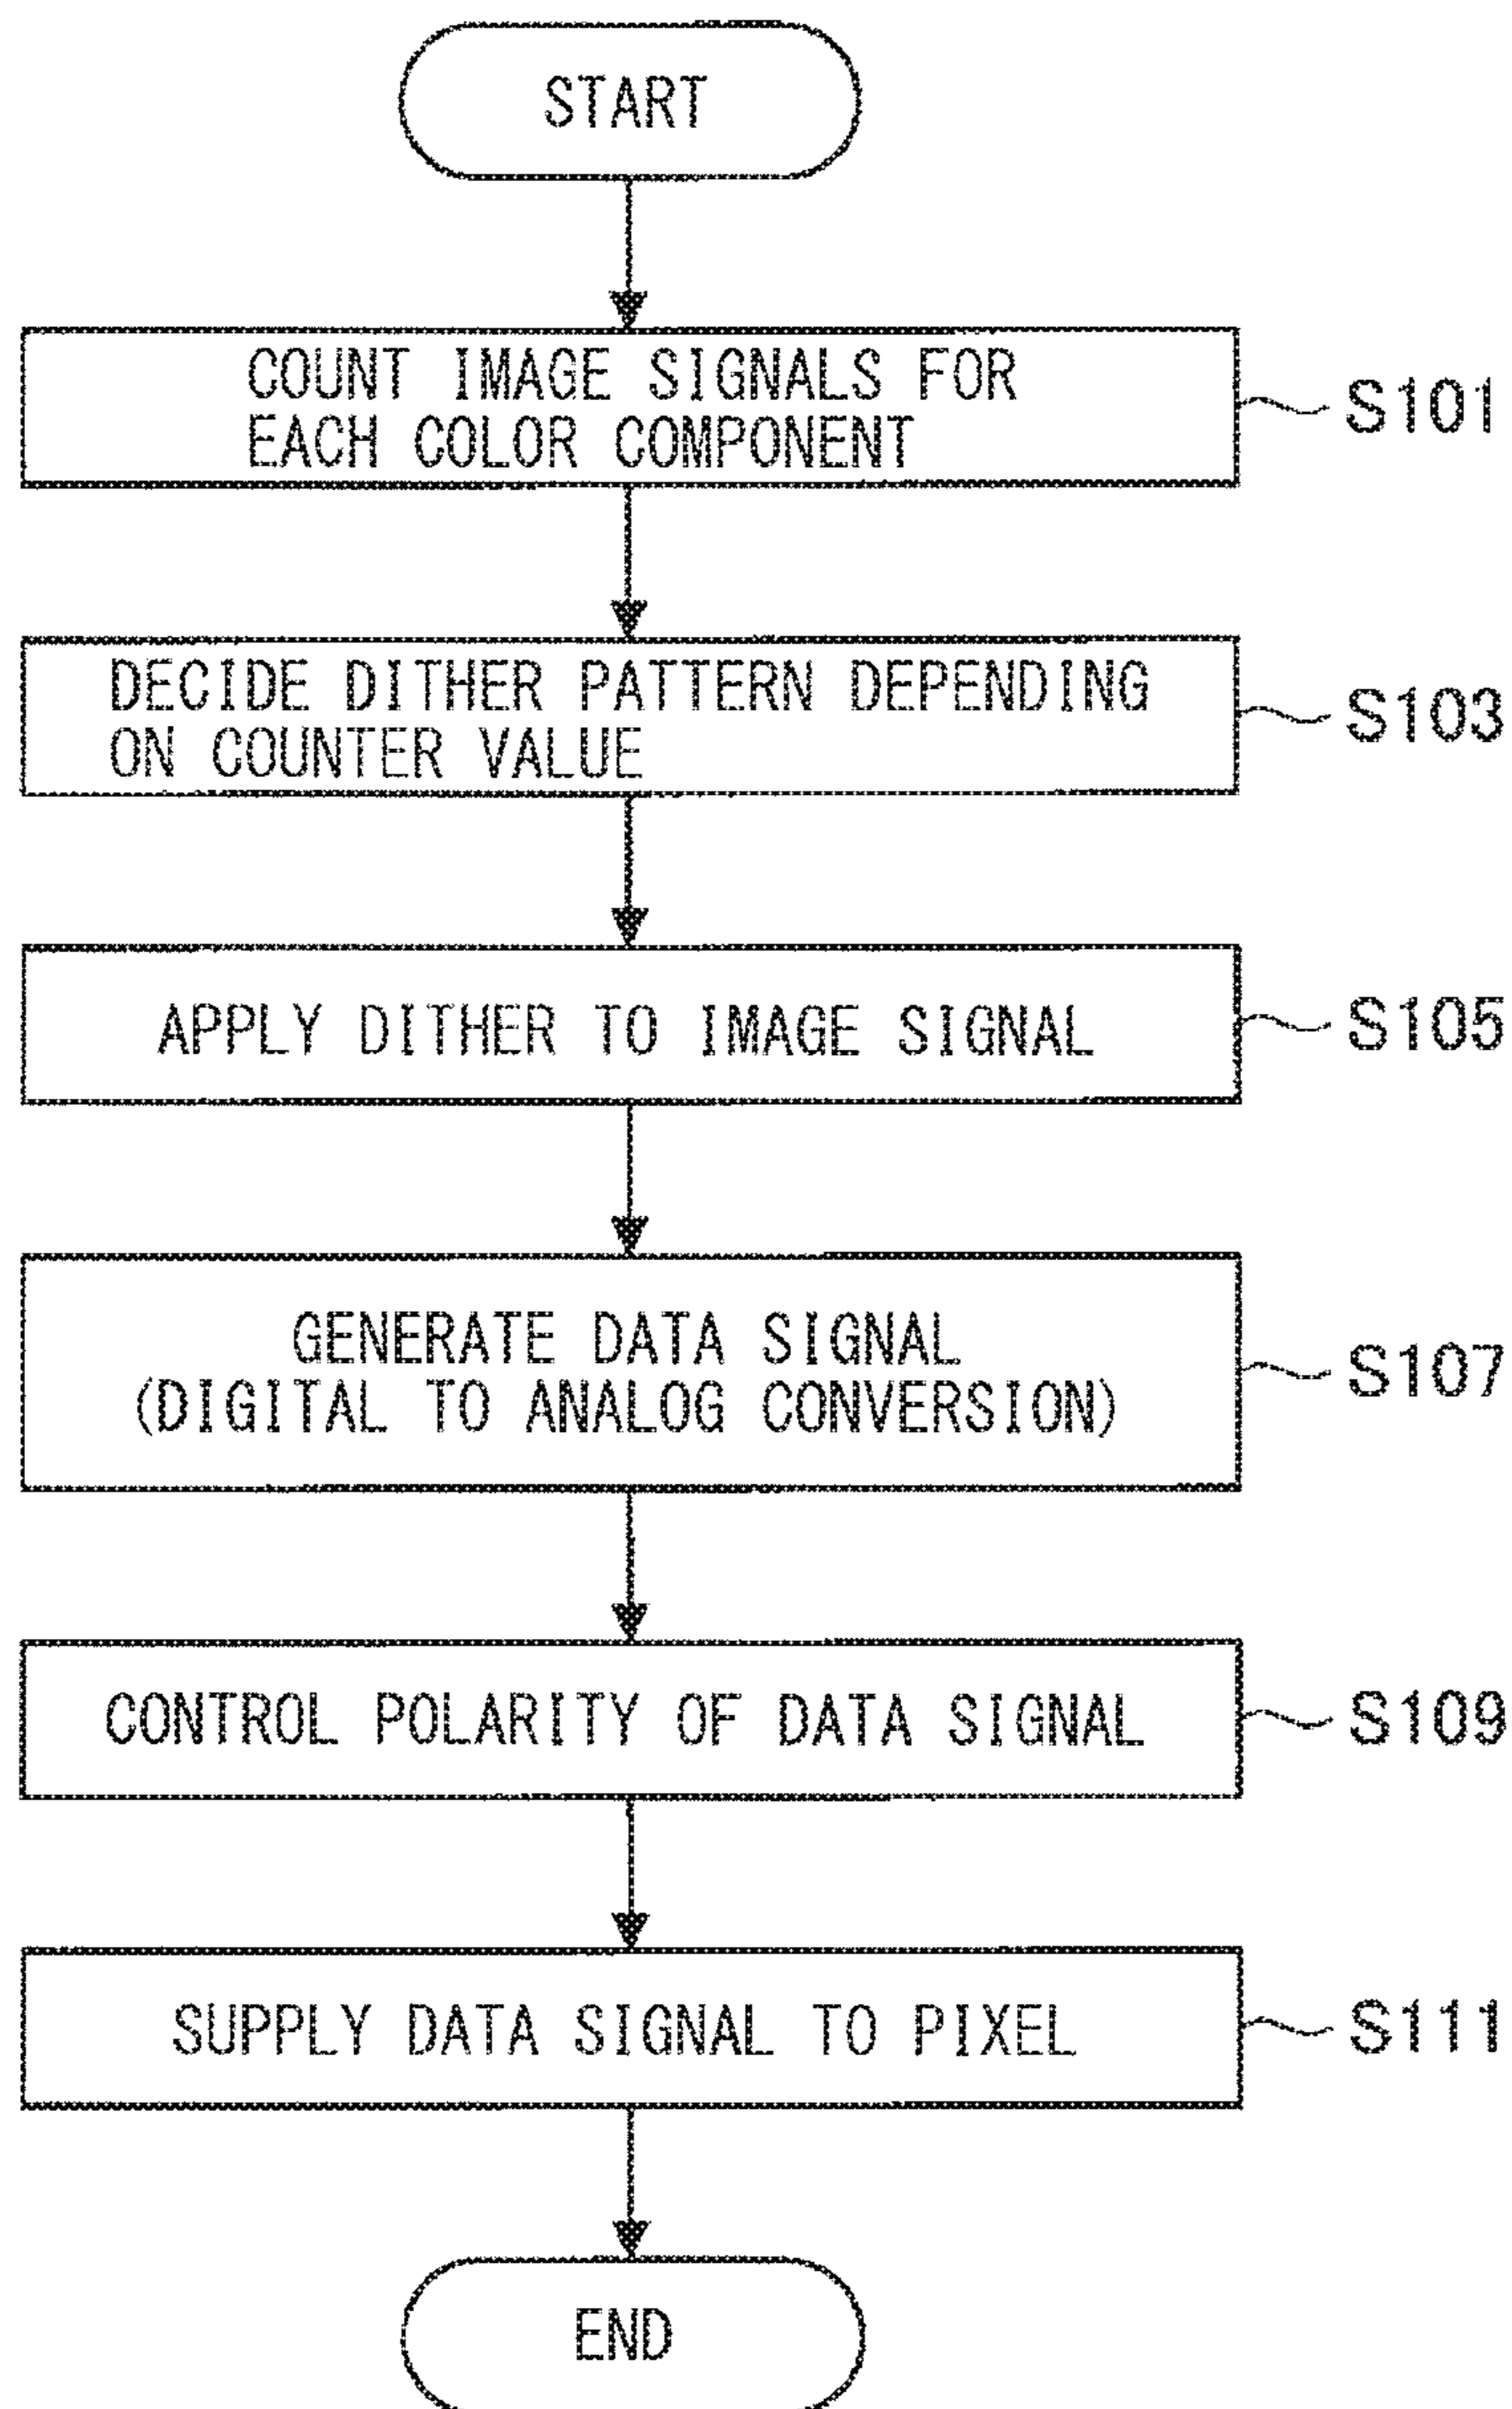 START
COUNT IMAGE SIGNALS FOR
EACH COLOR COMPONENT
S101
DECIDE DITHER PATTERN DEPENDING
ON COUNTER VALUE
S103
APPLY DITHER TO IMAGE SIGNAL
S105
GENERATE DATA SIGNAL
(DIGITAL TO ANALOG CONVERSION)
S107
CONTROL POLARITY OF DATA SIGNAL
S109
SUPPLY DATA SIGNAL TO PIXEL
S111
END